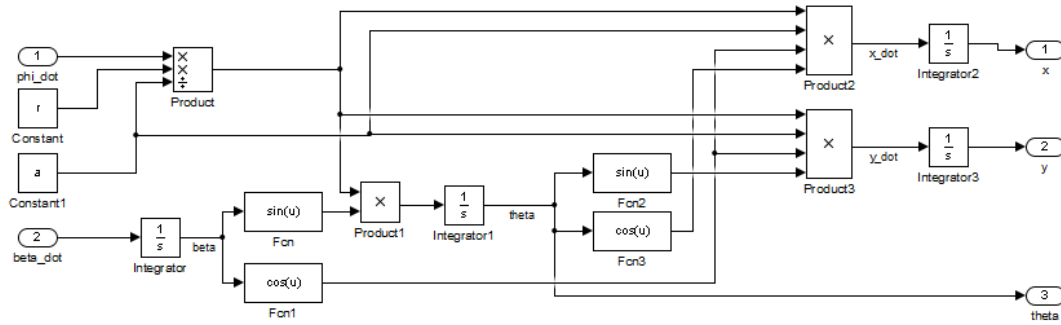 1
phi_dot
r
Constant
a
Constant1
2
beta_dot
×
×
÷
Product
1
s
Integrator
beta
sin(u)
Fcn
cos(u)
Fcn1
×
Product1
1
s
Integrator1
theta
sin(u)
Fcn2
cos(u)
Fcn3
×
Product2
x_dot
1
s
Integrator2
1
x
×
Product3
y_dot
1
s
Integrator3
2
y
3
theta